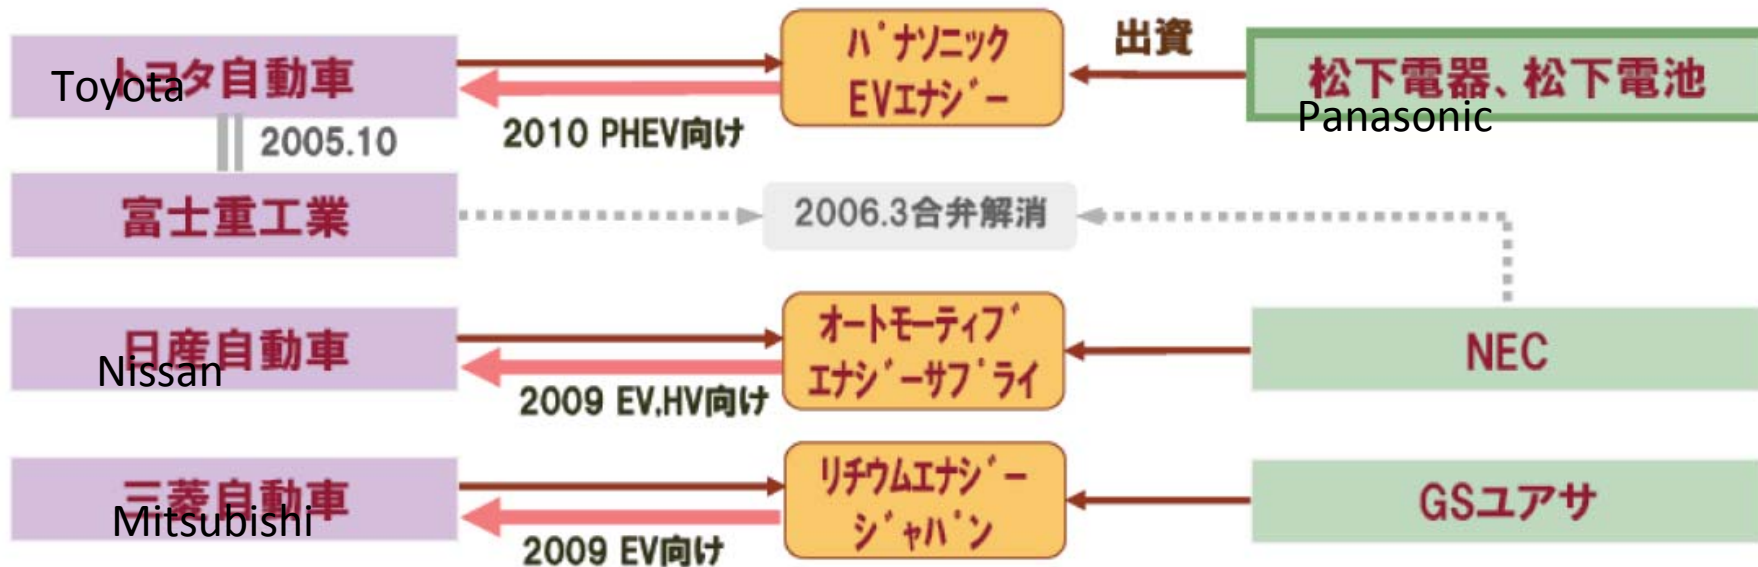 トヨタ自動車
Toyota
パナソニック
EVエナジー
出資
松下電器、松下電池
Panasonic
2010 PHEV向け
2005.10
富士重工業
2006.3合弁解消
日産自動車
Nissan
オートモーティブ
エナジーサプライ
NEC
2009 EV,HV向け
三菱自動車
Mitsubishi
リチウムエナジー
ジャパン
GSユアサ
2009 EV向け